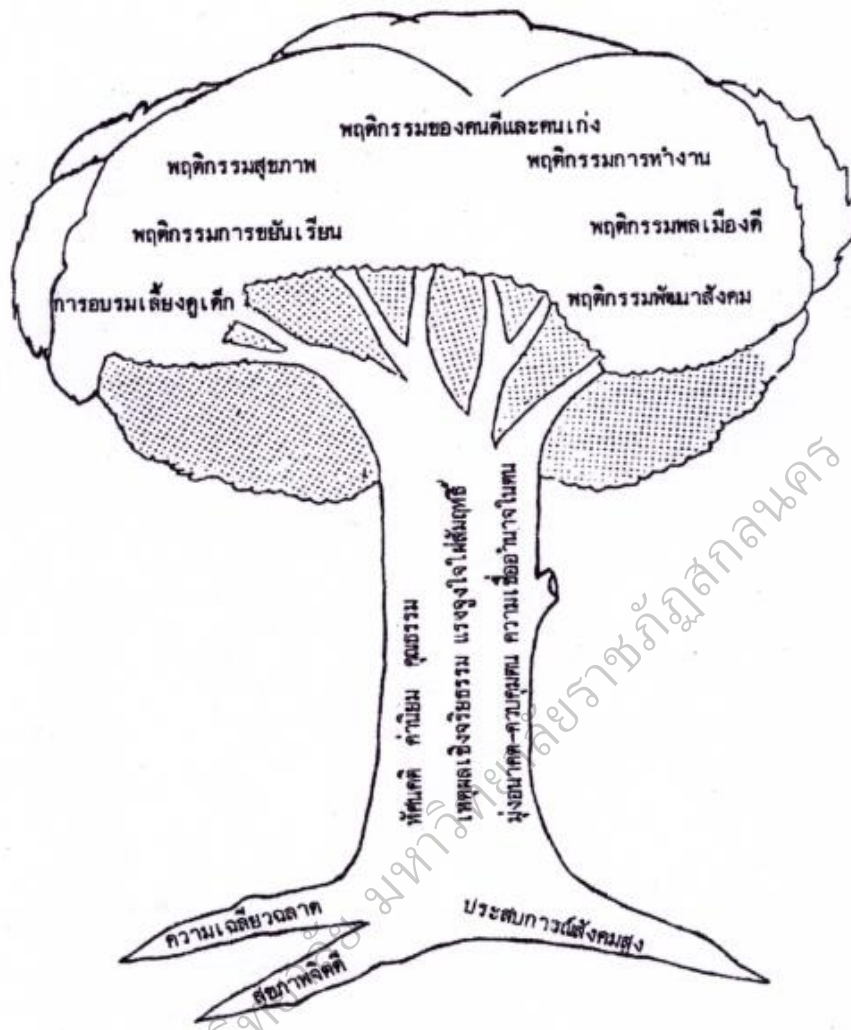 พฤติกรรมของคนดีและคนเก่ง
พฤติกรรมสุขภาพ
พฤติกรรมการทำงาน
พฤติกรรมการขยันเรียน
พฤติกรรมพลเมืองดี
การอบรมเลี้ยงดูเด็ก
พฤติกรรมพัฒนาสังคม
ทัศนคติ ค่านิยม คุณธรรม
เหตุผลเชิงจริยธรรม แรงจูงใจใฝ่สัมฤทธิ์
มุ่งอนาคต-ควบคุมตน ความเชื่ออำนาจในตน
ความเฉลียวฉลาด
ประสบการณ์สังคมสูง
สุขภาพจิตดี
มหาวิทยาลัยราชภัฏสกลนคร